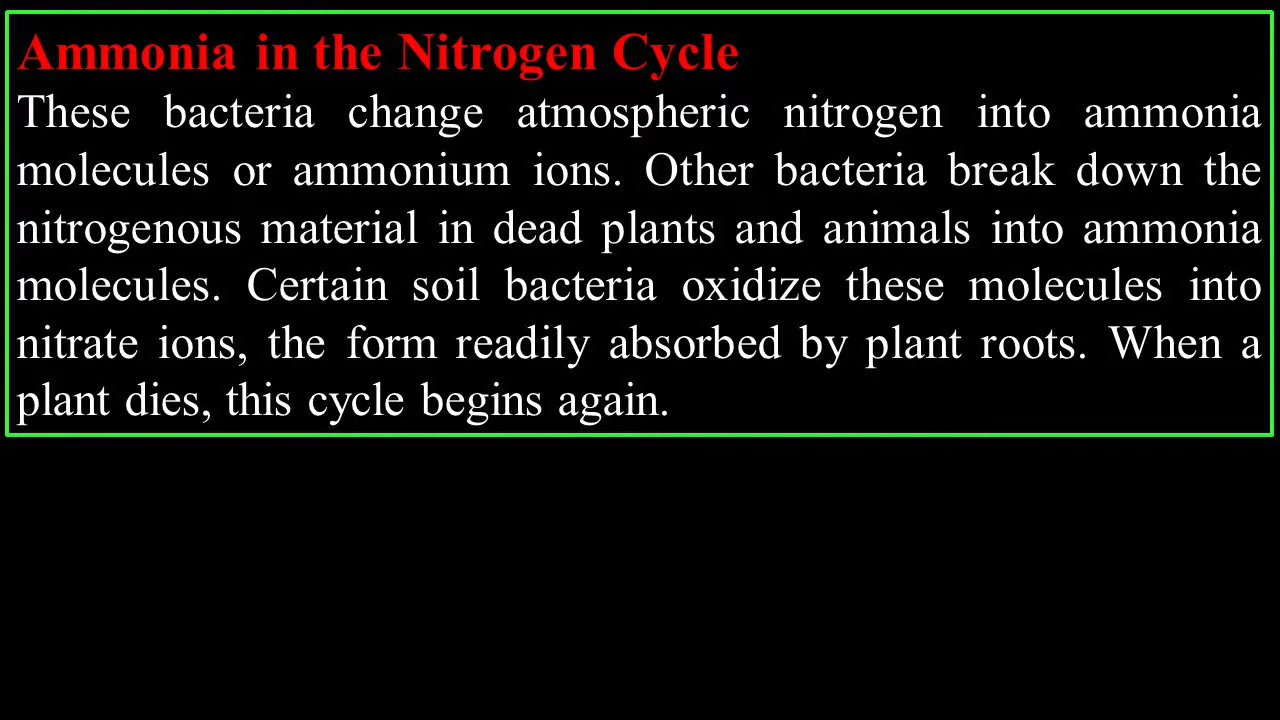 Ammonia in the Nitrogen Cycle
These bacteria change atmospheric nitrogen into ammonia
molecules or ammonium ions. Other bacteria break down the
nitrogenous material in dead plants and animals into ammonia
molecules. Certain soil bacteria oxidize these molecules into
nitrate ions, the form readily absorbed by plant roots. When a
plant dies, this cycle begins again.